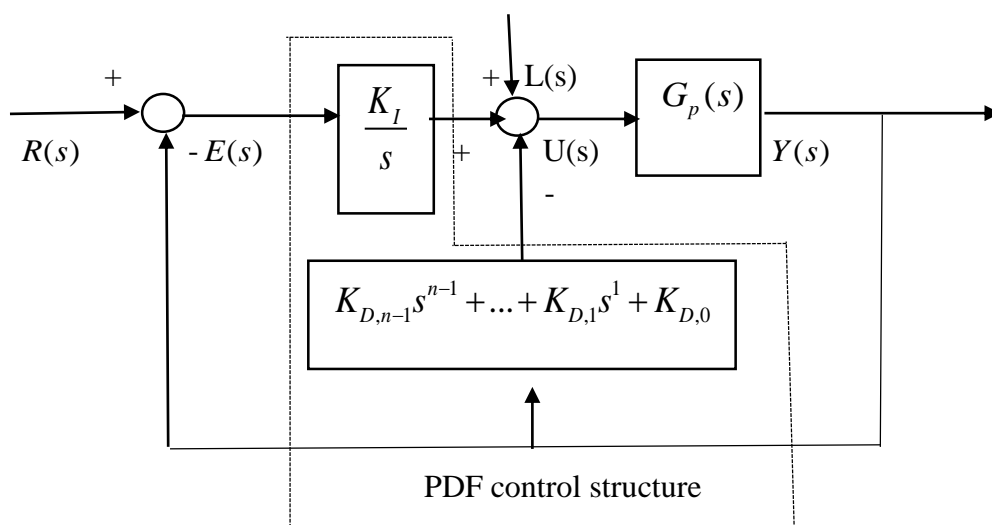 +
+
L(s)
K_I
s
G_p(s)
R(s)
- E(s)
+
U(s)
Y(s)
-
K_{D,n-1}s^{n-1} +...+ K_{D,1}s^1 + K_{D,0}
PDF control structure